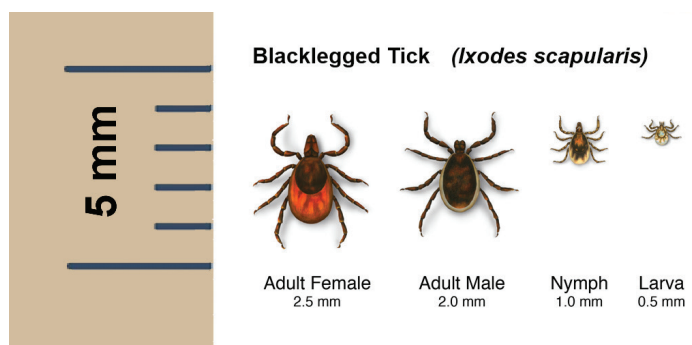 5 mm
Blacklegged Tick (Ixodes scapularis)
Adult Female
2.5 mm
Adult Male
2.0 mm
Nymph
1.0 mm
Larva
0.5 mm